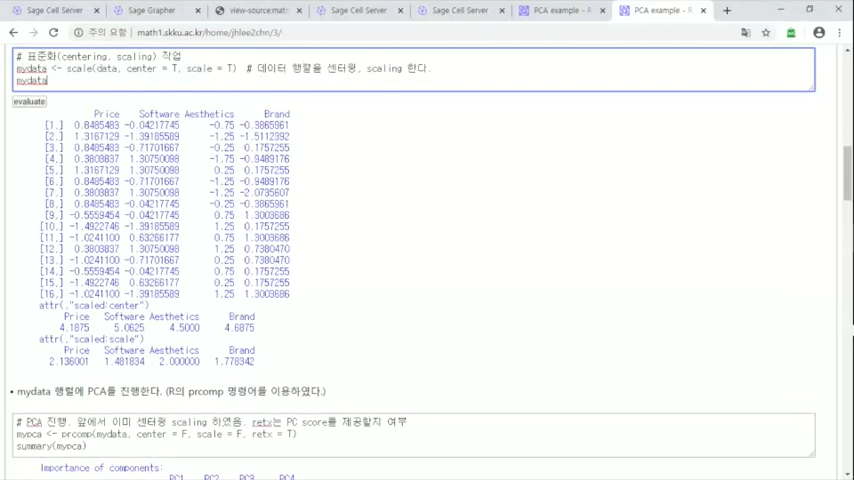 Sage Cell Server
Sage Grapher
view-source:matrix
Sage Cell Server
Sage Cell Server
PCA example - R
PCA example - R
주의 요함 | math1.skku.ac.kr/home/jhlee2chn/3/
# 표준화(centering, scaling) 작업
mydata <- scale(data, center = T, scale = T) # 데이터 행렬을 센터링, scaling 한다.
mydata
evaluate
Price Software Aesthetics Brand
[1,] 0.8485483 -0.04217745 -0.75 -0.3865961
[2,] 1.3167129 -1.39185589 -1.25 -1.5112392
[3,] 0.8485483 -0.71701667 -0.25 0.1757255
[4,] 0.3803837 1.30750098 -1.75 -0.9489176
[5,] 1.3167129 1.30750098 0.25 0.1757255
[6,] 0.8485483 -0.71701667 -0.25 -0.9489176
[7,] 0.3803837 1.30750098 -1.25 -2.0735607
[8,] 0.8485483 -0.04217745 -0.25 -0.3865961
[9,] -0.5559454 -0.04217745 0.75 1.3003686
[10,] -1.4922746 -1.39185589 1.25 0.1757255
[11,] -1.0241100 0.63266177 0.75 1.3003686
[12,] 0.3803837 1.30750098 1.25 0.7380470
[13,] -1.0241100 -0.71701667 0.25 0.7380470
[14,] -0.5559454 -0.04217745 0.25 0.1757255
[15,] -1.4922746 0.63266177 0.25 0.1757255
[16,] -1.0241100 -1.39185589 1.25 1.3003686
attr(,"scaled:center")
Price Software Aesthetics Brand
4.1875 5.0625 4.5000 4.6875
attr(,"scaled:scale")
Price Software Aesthetics Brand
2.136001 1.481834 2.000000 1.778342
• mydata 행렬에 PCA를 진행한다. (R의 prcomp 명령어를 이용하였다.)
# PCA 진행. 앞에서 이미 센터링 scaling 하였음. retx는 PC score를 제공할지 여부
mypca <- prcomp(mydata, center = F, scale = F, retx = T)
summary(mypca)
Importance of components:
PC1 PC2 PC3 PC4